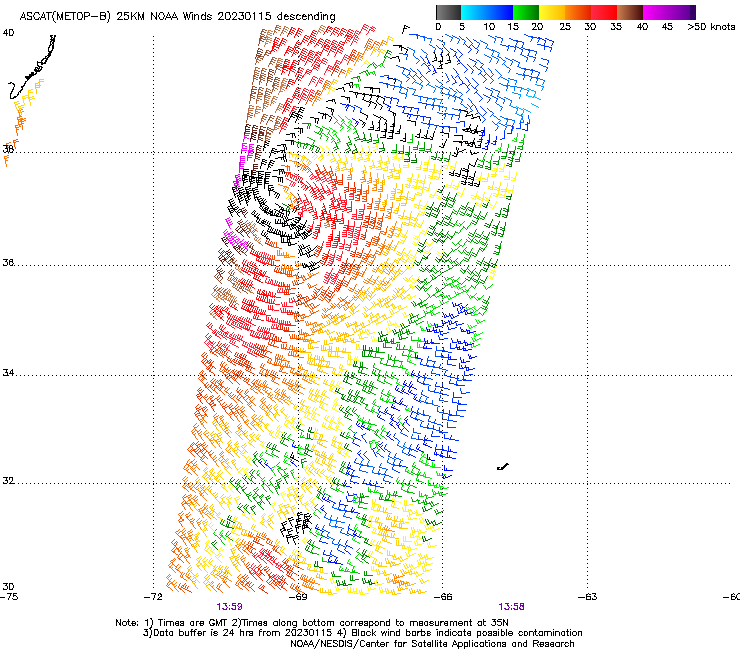 ASCAT(METOP-B) 25KM NOAA Winds 20230115 descending
0 5 10 15 20 25 30 35 40 45 >50 knots
40
38
36
34
32
30
-75 -72 -69 -66 -63 -60
13:59 13:58
Note: 1) Times are GMT 2)Times along bottom correspond to measurement at 35N
3)Data buffer is 24 hrs from 20230115 4) Black wind barbs indicate possible contamination
NOAA/NESDIS/Center for Satellite Applications and Research